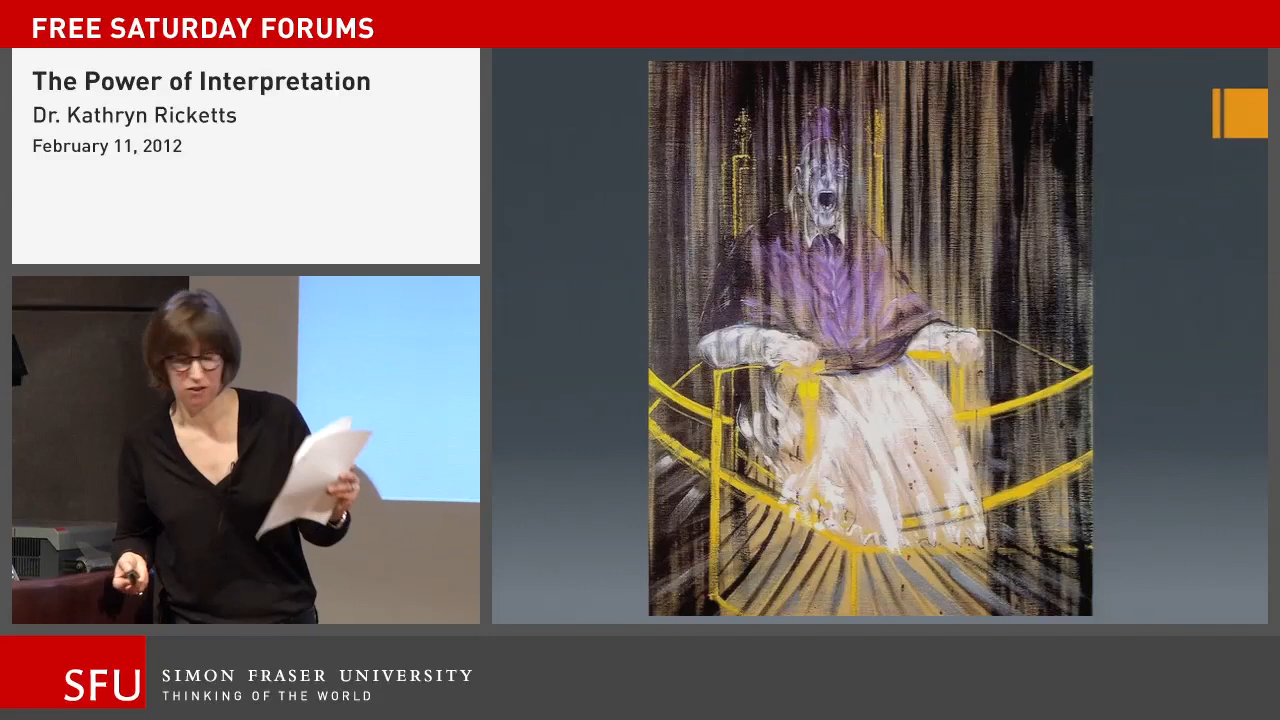 FREE SATURDAY FORUMS
The Power of Interpretation
Dr. Kathryn Ricketts
February 11, 2012
SFU
SIMON FRASER UNIVERSITY
THINKING OF THE WORLD